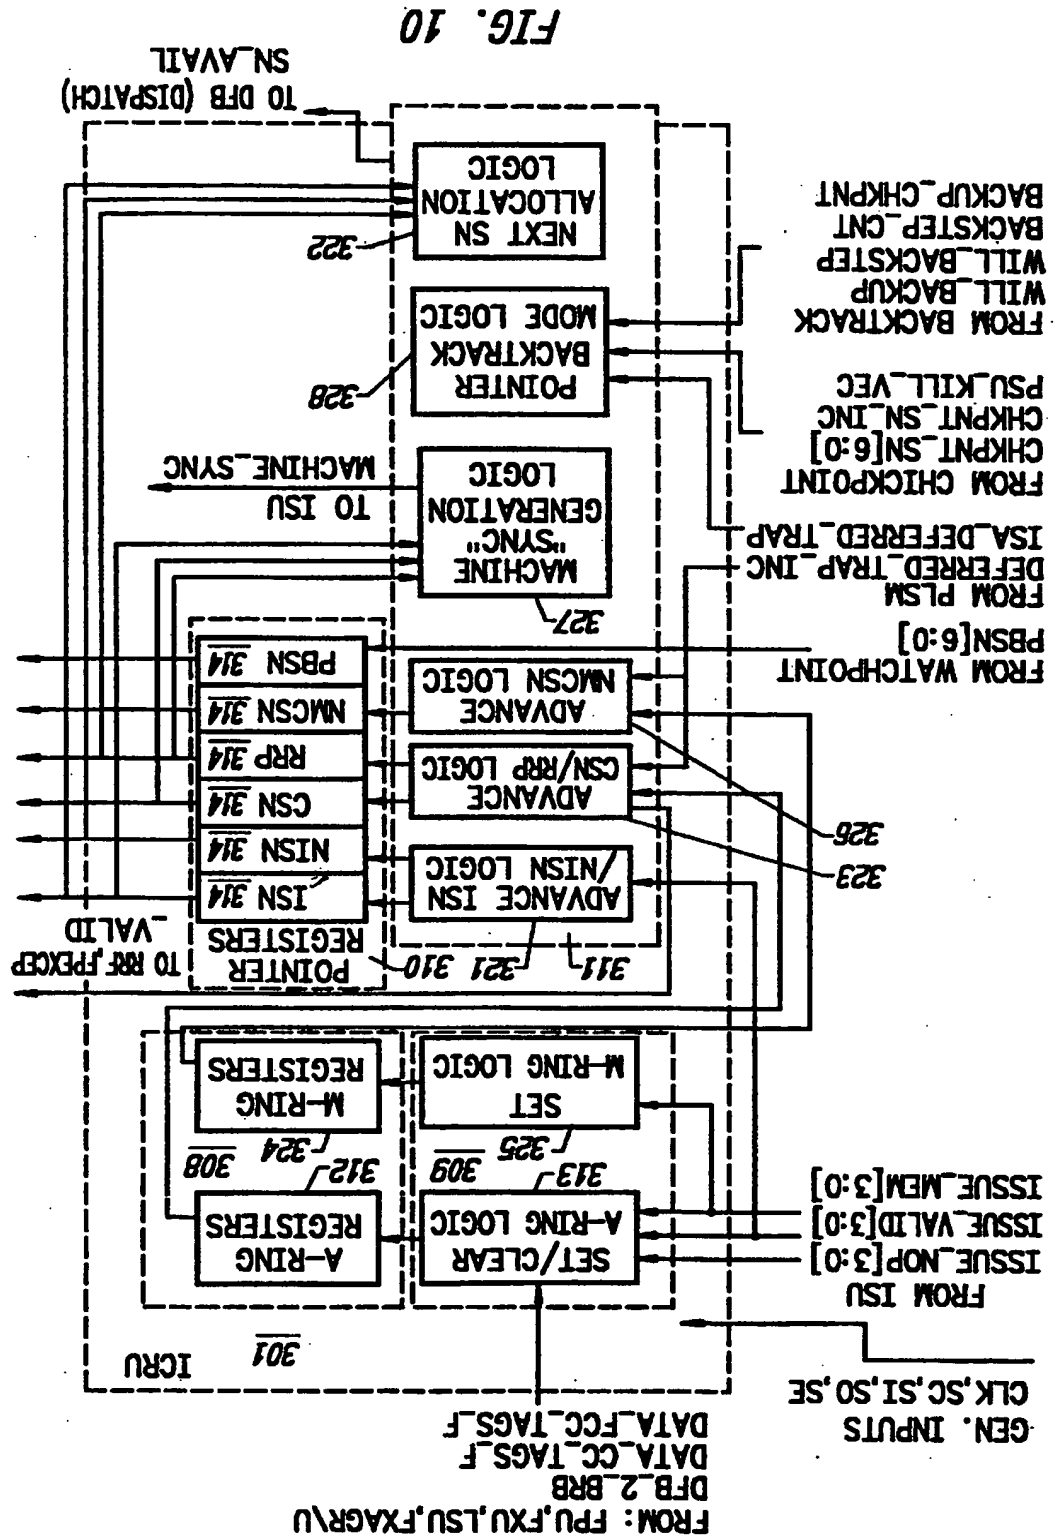 FROM: FPU,FXU,LSU,FXAGR/U
DFB_2_BRB
DATA_CC_TAGS_F
DATA_FCC_TAGS_F
GEN. INPUTS
CLK,SC,SI,SO,SE
ICRU
301
FROM ISU
ISSUE_NOP[3:0]
ISSUE_VALID[3:0]
ISSUE_MEM[3:0]
SET/CLEAR
A-RING LOGIC
313
A-RING
REGISTERS
312
309
308
325
SET
M-RING LOGIC
324
M-RING
REGISTERS
TO RRF,FPEXCEP
_VALID
311
321
310
POINTER
REGISTERS
ADVANCE ISN
/NISN LOGIC
ISN 314
NISN 314
323
ADVANCE
CSN/RRP LOGIC
CSN 314
RRP 314
326
ADVANCE
NMCSN LOGIC
NMCSN 314
PBSN 314
FROM WATCHPOINT
PBSN[6:0]
327
FROM PLSM
DEFERRED_TRAP_INC
ISA_DEFERRED_TRAP
MACHINE
"SYNC"
GENERATION
LOGIC
TO ISU
MACHINE_SYNC
FROM CHICKPOINT
CHKPNT_SN[6:0]
CHKPNT_SN_INC
PSU_KILL_VEC
POINTER
BACKTRACK
MODE LOGIC
328
FROM BACKTRACK
WILL_BACKUP
WILL_BACKSTEP
BACKSTEP_CNT
BACKUP_CHKPNT
NEXT SN
ALLOCATION
LOGIC
322
TO DFB (DISPATCH)
SN_AVAIL
FIG. 10